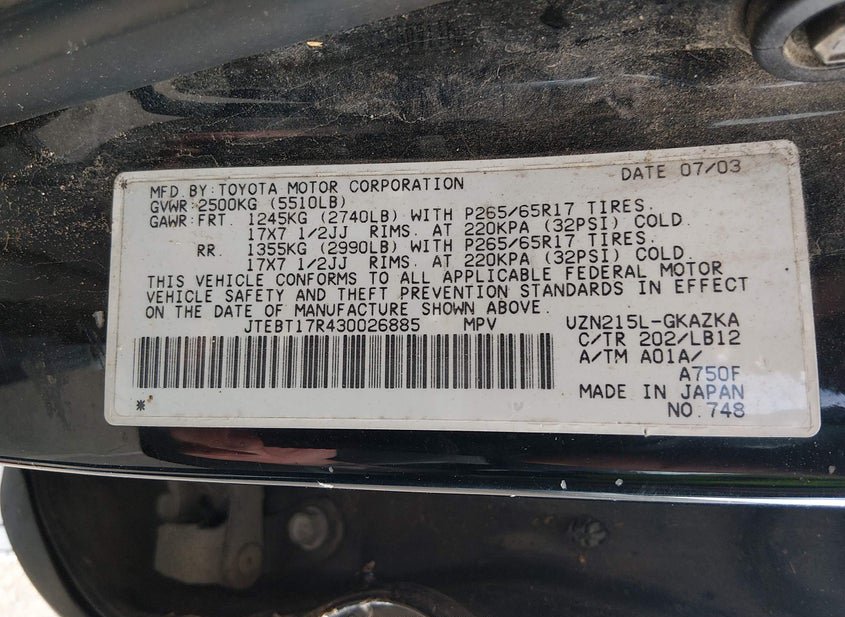 DATE 07/03
MFD BY: TOYOTA MOTOR CORPORATION
GVWR: 2500KG (5510LB)
GAWR: FRT 1245KG (2740LB) WITH P265/65R17 TIRES.
17X7 1/2JJ RIMS. AT 220KPA (32PSI) COLD.
RR. 1355KG (2990LB) WITH P265/65R17 TIRES.
17X7 1/2JJ RIMS. AT 220KPA (32PSI) COLD.
THIS VEHICLE CONFORMS TO ALL APPLICABLE FEDERAL MOTOR
VEHICLE SAFETY AND THEFT PREVENTION STANDARDS IN EFFECT
ON THE DATE OF MANUFACTURE SHOWN ABOVE.
JTEBT17R430026885 MPV UZN215L-GKAZKA
C/TR 202/LB12
A/TM A01A/
A750F
MADE IN JAPAN
* NO. 748